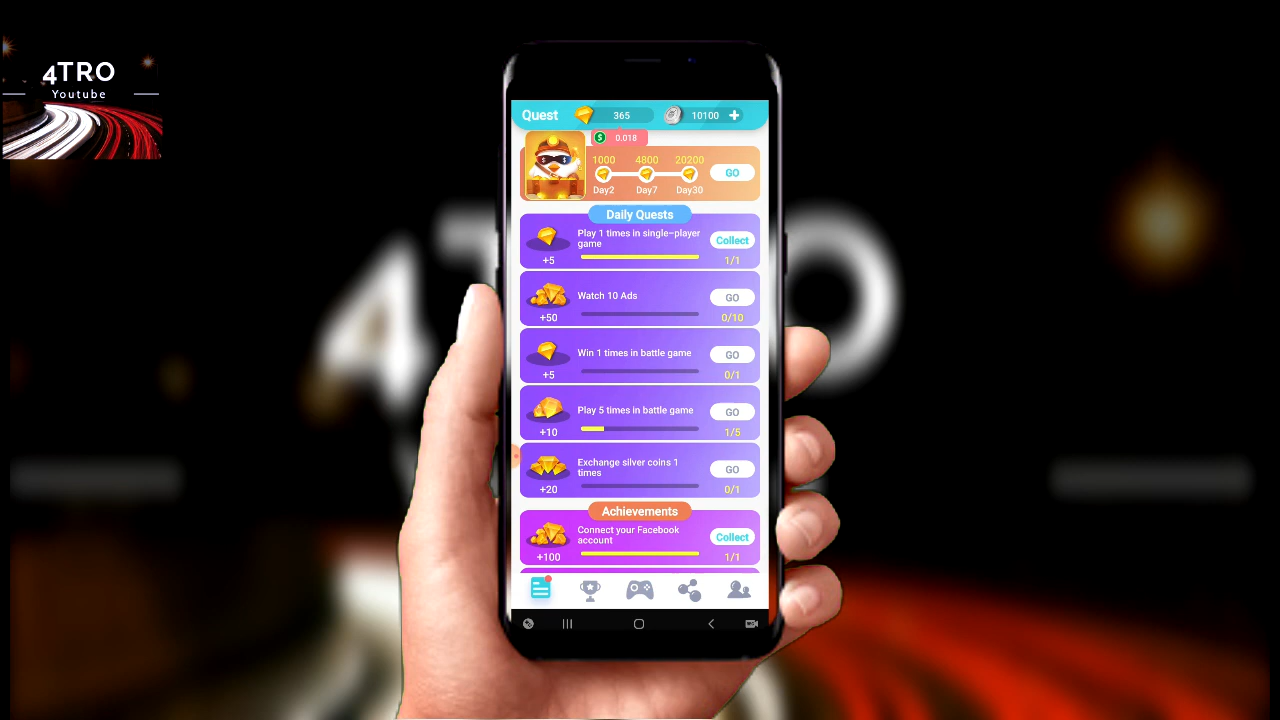 4TRO
Youtube
Quest
365
10100
0.018
1000
4800
20200
GO
Day2
Day7
Day30
Daily Quests
Play 1 times in single-player
game
Collect
+5
1/1
Watch 10 Ads
GO
+50
0/10
Win 1 times in battle game
GO
+5
0/1
Play 5 times in battle game
GO
+10
1/5
Exchange silver coins 1
times
GO
+20
0/1
Achievements
Connect your Facebook
account
Collect
+100
1/1